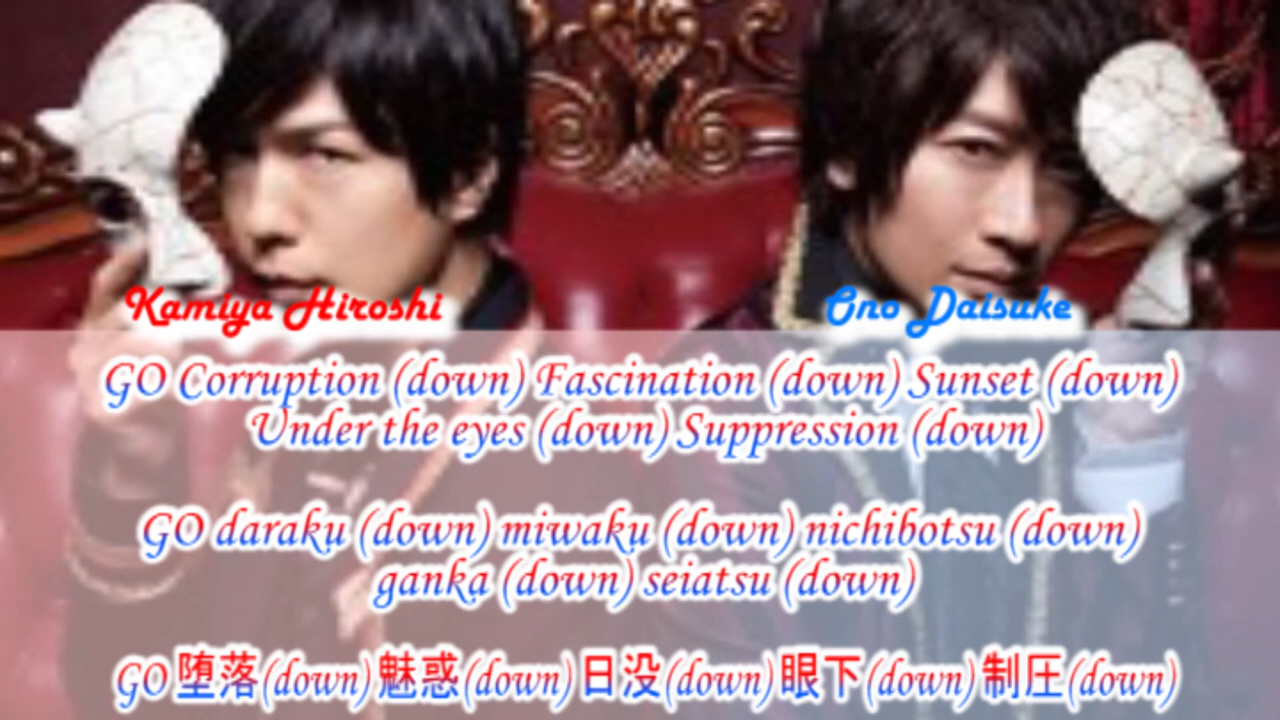 Kamiya Hiroshi
Ono Daisuke
GO Corruption (down) Fascination (down) Sunset (down)
Under the eyes (down) Suppression (down)
GO daraku (down) miwaku (down) nichibotsu (down)
ganka (down) seiatsu (down)
GO 堕落(down) 魅惑(down) 日没(down) 眼下(down) 制圧(down)